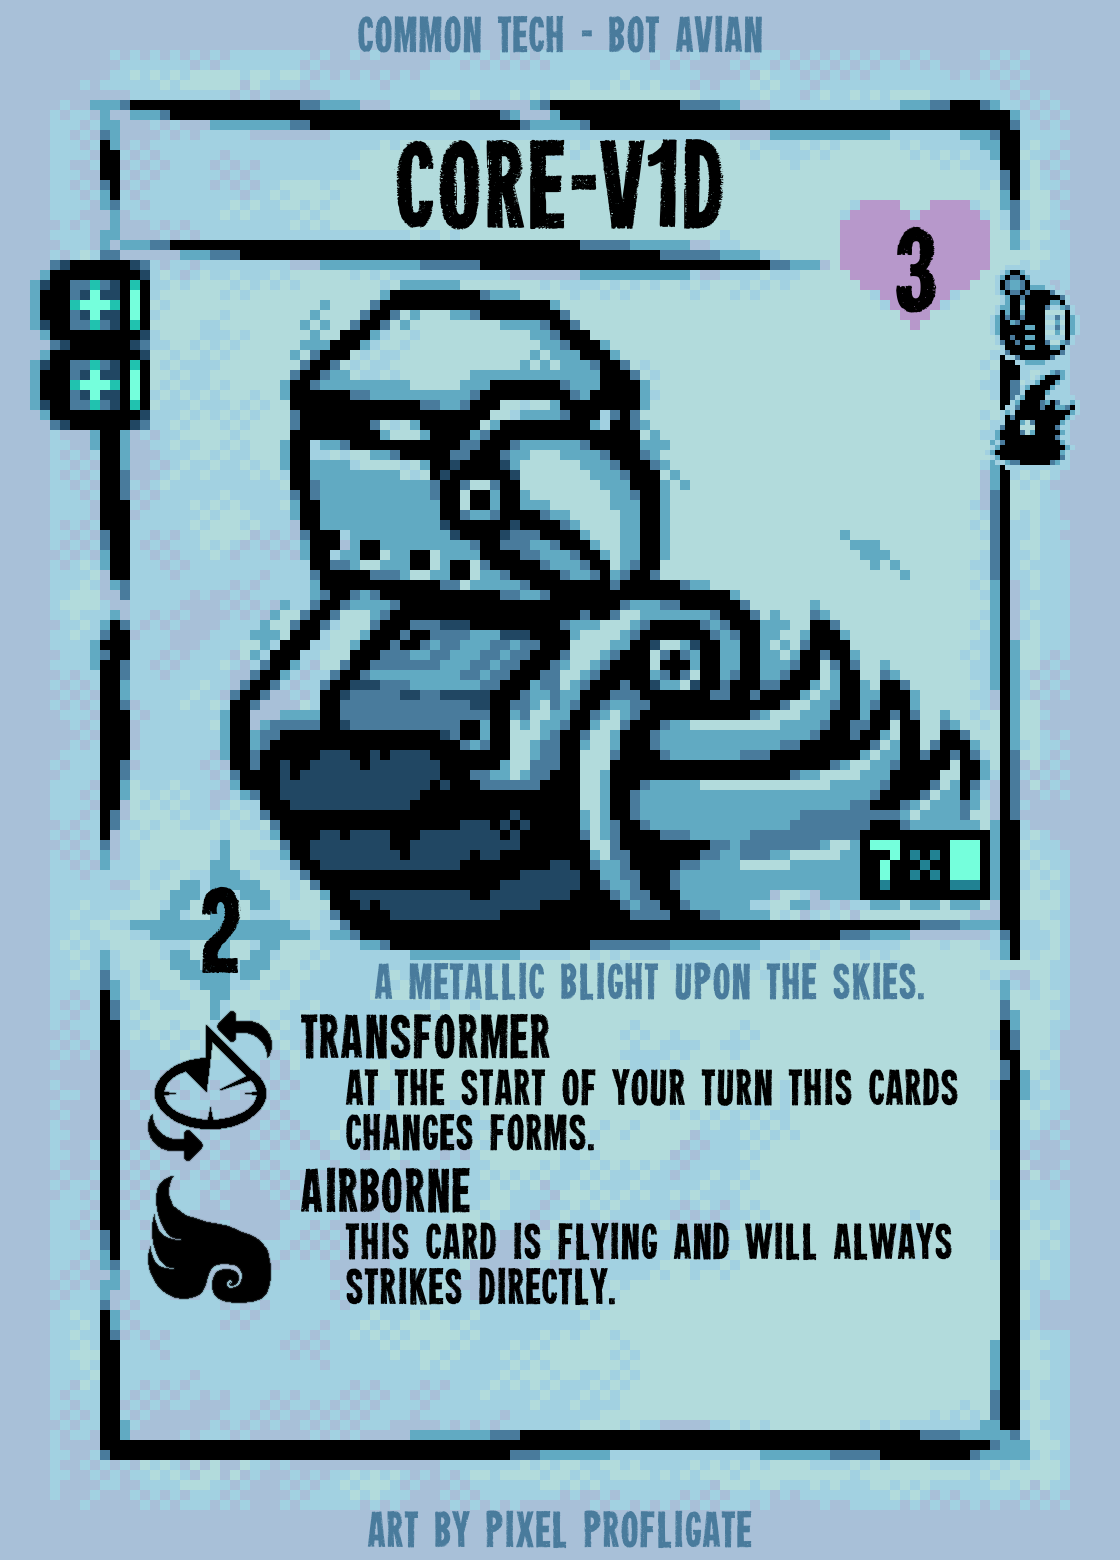 COMMON TECH - BOT AVIAN
CORE-V1D
3
7×
2
A METALLIC BLIGHT UPON THE SKIES.
TRANSFORMER
AT THE START OF YOUR TURN THIS CARDS
CHANGES FORMS.
AIRBORNE
THIS CARD IS FLYING AND WILL ALWAYS
STRIKES DIRECTLY.
ART BY PIXEL PROFLIGATE